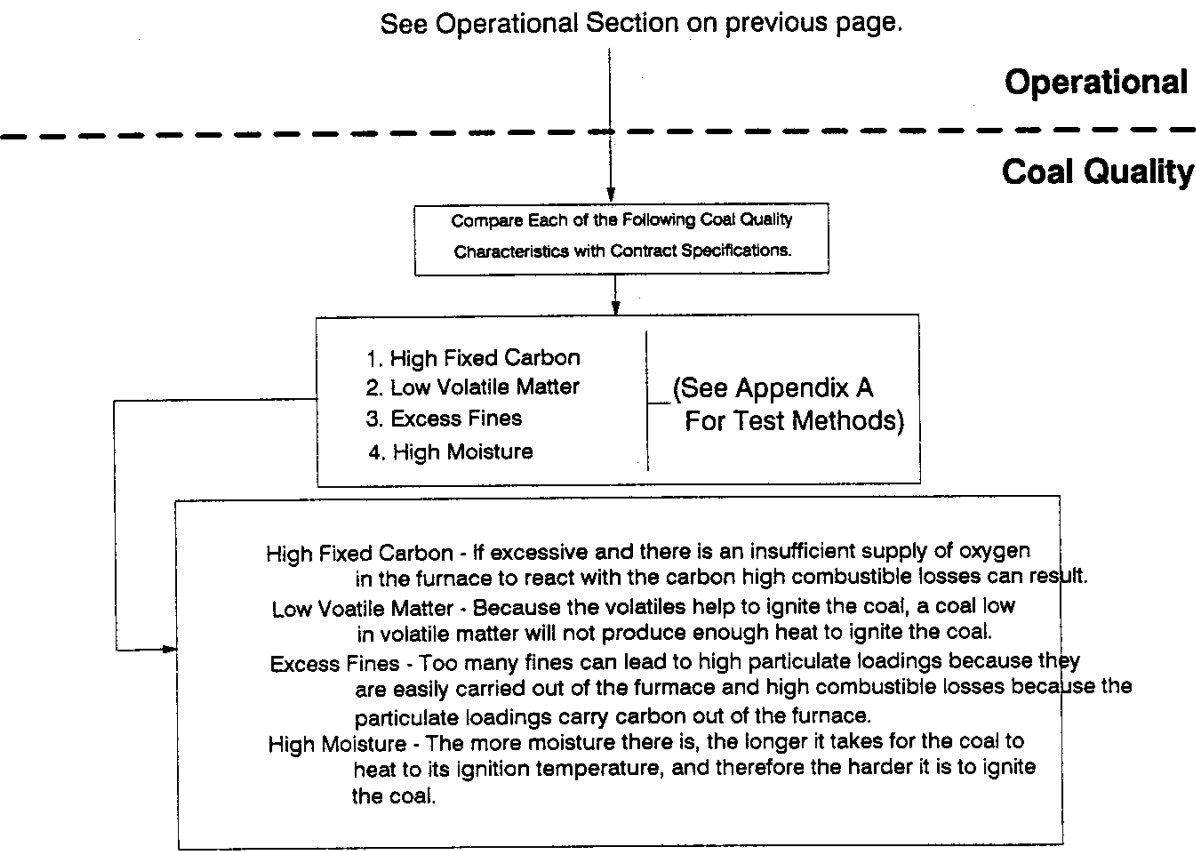 See Operational Section on previous page.
Operational
Coal Quality
Compare Each of the Following Coal Quality
Characteristics with Contract Specifications.
1. High Fixed Carbon
2. Low Volatile Matter
3. Excess Fines
4. High Moisture
(See Appendix A
For Test Methods)
High Fixed Carbon - If excessive and there is an insufficient supply of oxygen
in the furnace to react with the carbon high combustible losses can result.
Low Voatile Matter - Because the volatiles help to ignite the coal, a coal low
in volatile matter will not produce enough heat to ignite the coal.
Excess Fines - Too many fines can lead to high particulate loadings because they
are easily carried out of the furmace and high combustible losses because the
particulate loadings carry carbon out of the furnace.
High Moisture - The more moisture there is, the longer it takes for the coal to
heat to its ignition temperature, and therefore the harder it is to ignite
the coal.